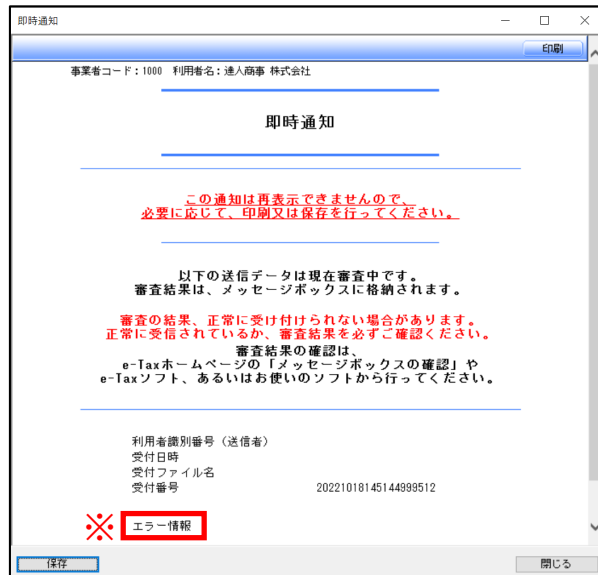 即時通知
印刷
事業者コード：1000 利用者名：達人商事 株式会社
即時通知
この通知は再表示できませんので、
必要に応じて、印刷又は保存を行ってください。
以下の送信データは現在審査中です。
審査結果は、メッセージボックスに格納されます。
審査の結果、正常に受け付けられない場合があります。
正常に受信されているか、審査結果を必ずご確認ください。
審査結果の確認は、
e-Taxホームページの「メッセージボックスの確認」や
e-Taxソフト、あるいはお使いのソフトから行ってください。
利用者識別番号（送信者）
受付日時
受付ファイル名
受付番号 20221018145144999512
※ エラー情報
保存 閉じる